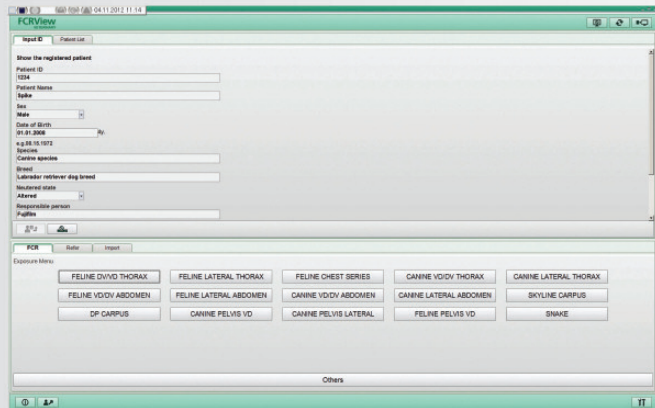 04.11.2012 11:14
FCRView
Input ID Patient List
Show the registered patient
Patient ID
1234
Patient Name
Spike
Sex
Male
Date of Birth
01.01.2008
e.g.09.15.1972
Species
Canine species
Breed
Labrador retriever dog breed
Neutered state
Altered
Responsible person
Fujifilm
FCR Refer Import
Exposure Menu
FELINE DV/VD THORAX FELINE LATERAL THORAX FELINE CHEST SERIES CANINE VD/DV THORAX CANINE LATERAL THORAX
FELINE VD/DV ABDOMEN FELINE LATERAL ABDOMEN CANINE VD/DV ABDOMEN CANINE LATERAL ABDOMEN SKYLINE CARPUS
DP CARPUS CANINE PELVIS VD CANINE PELVIS LATERAL FELINE PELVIS VD SNAKE
Others